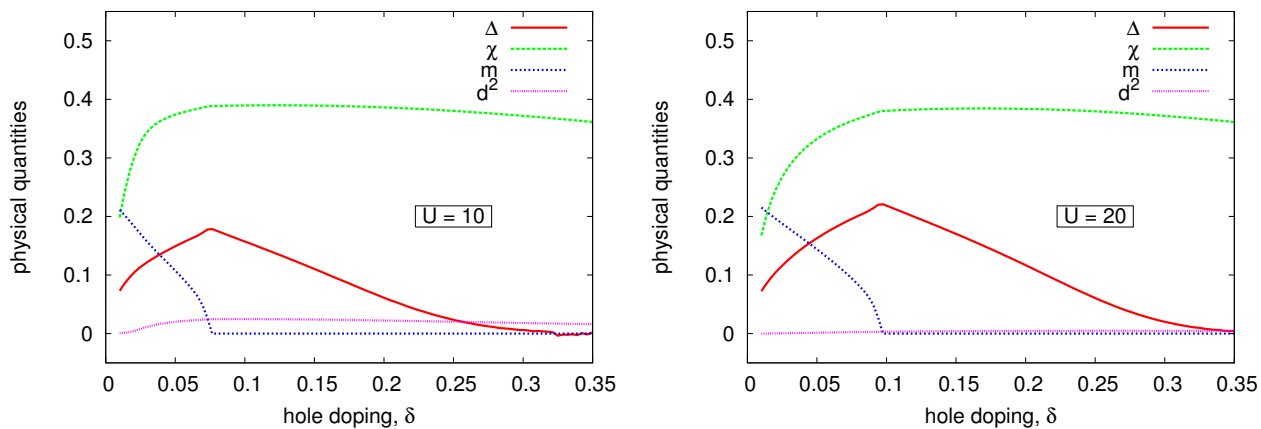 0.5
0.4
0.3
0.2
0.1
0
0 0.05 0.1 0.15 0.2 0.25 0.3 0.35
physical quantities
hole doping, δ
Δ
χ
m
d²
U = 10
0.5
0.4
0.3
0.2
0.1
0
0 0.05 0.1 0.15 0.2 0.25 0.3 0.35
physical quantities
hole doping, δ
Δ
χ
m
d²
U = 20